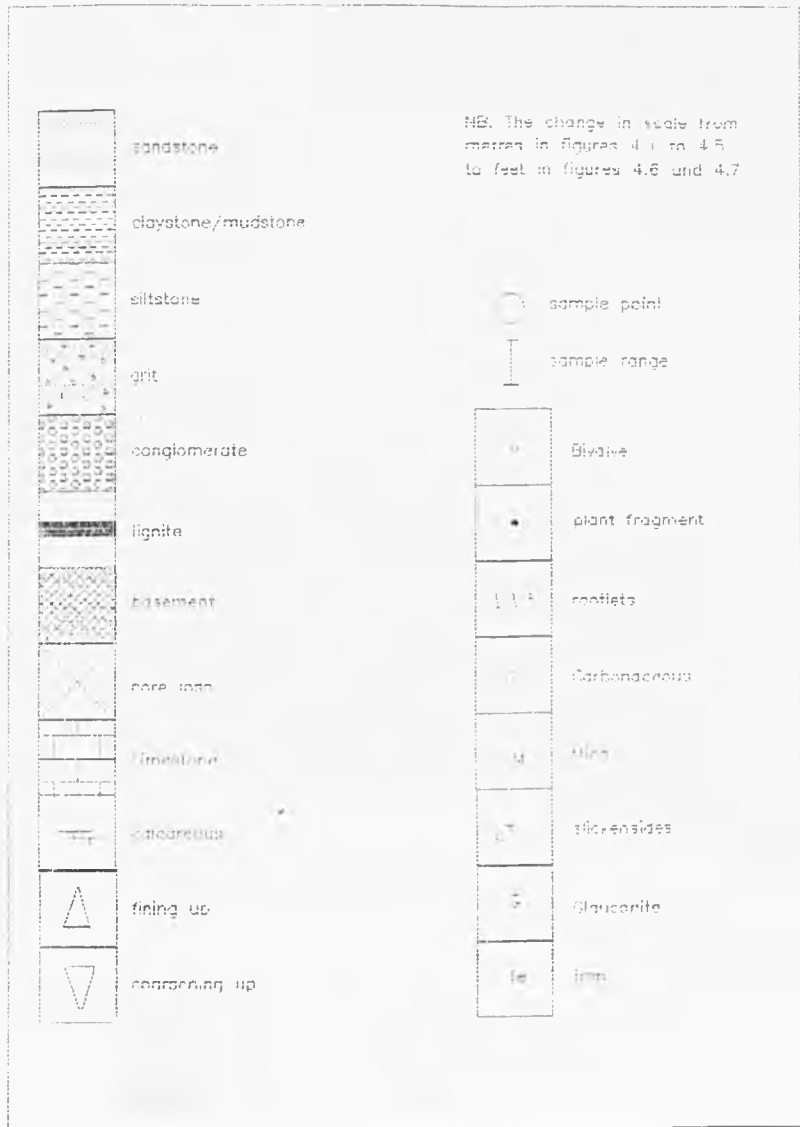 sandstone
claystone/mudstone
siltstone
grit
conglomerate
lignite
basement
core loss
limestone
calcareous
fining up
coarsening up
NB. The change in scale from
metres in figures 4.1 to 4.5
to feet in figures 4.6 and 4.7
sample point
sample range
Bivalve
plant fragment
rootlets
Carbonaceous
Mica
slickensides
G
Glauconite
fe
Iron